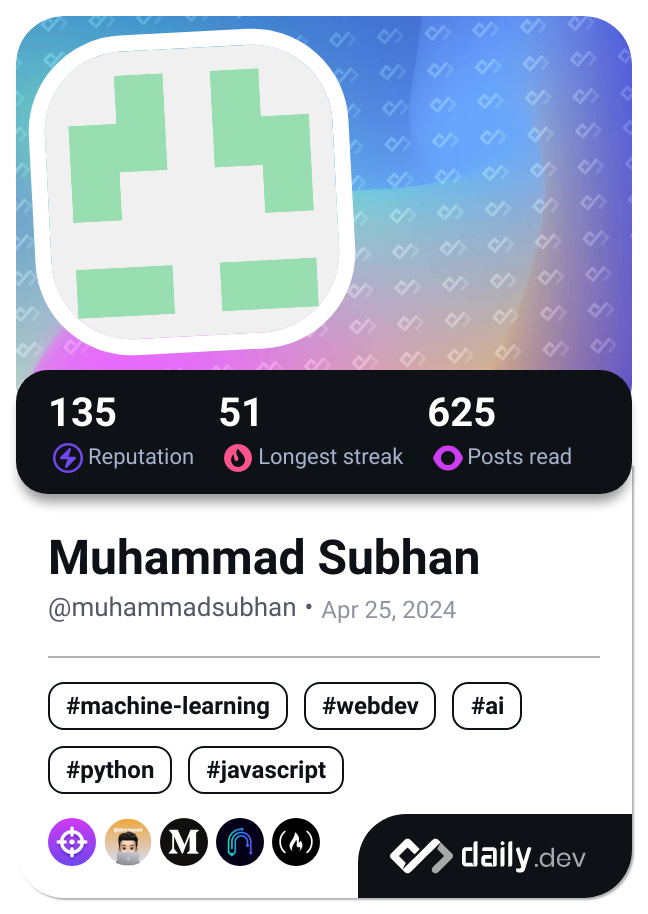 135 51 625
Reputation Longest streak Posts read
Muhammad Subhan
@muhammadsubhan • Apr 25, 2024
#machine-learning #webdev #ai
#python #javascript
M
daily.dev